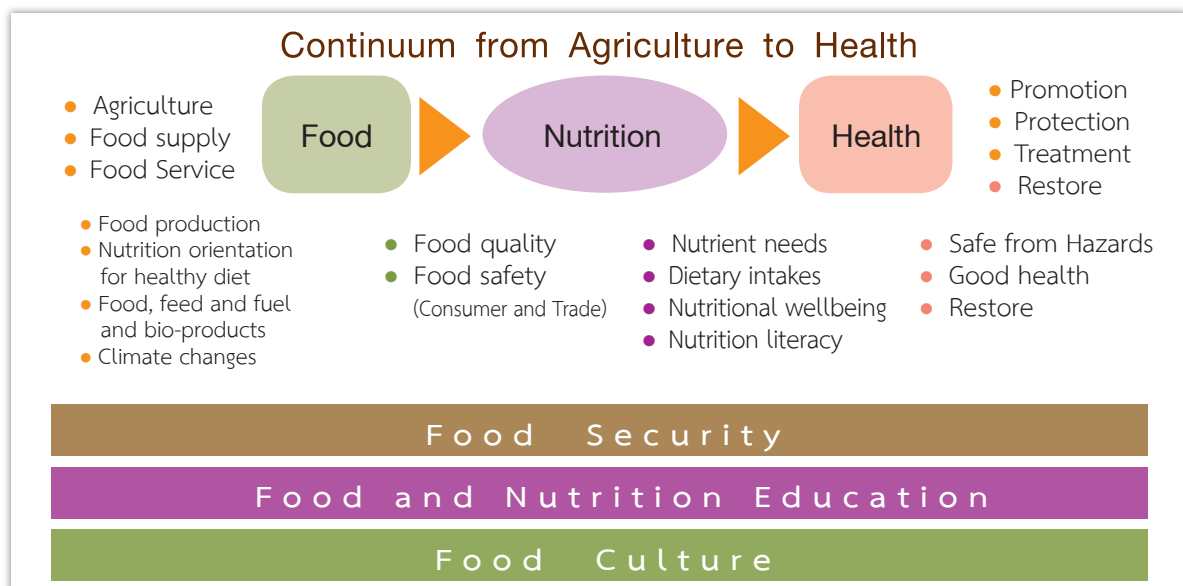 Continuum from Agriculture to Health
Agriculture
Food supply
Food Service
Food
Nutrition
Health
Promotion
Protection
Treatment
Restore
Food production
Nutrition orientation
for healthy diet
Food, feed and fuel
and bio-products
Climate changes
Food quality
Food safety
(Consumer and Trade)
Nutrient needs
Dietary intakes
Nutritional wellbeing
Nutrition literacy
Safe from Hazards
Good health
Restore
Food Security
Food and Nutrition Education
Food Culture